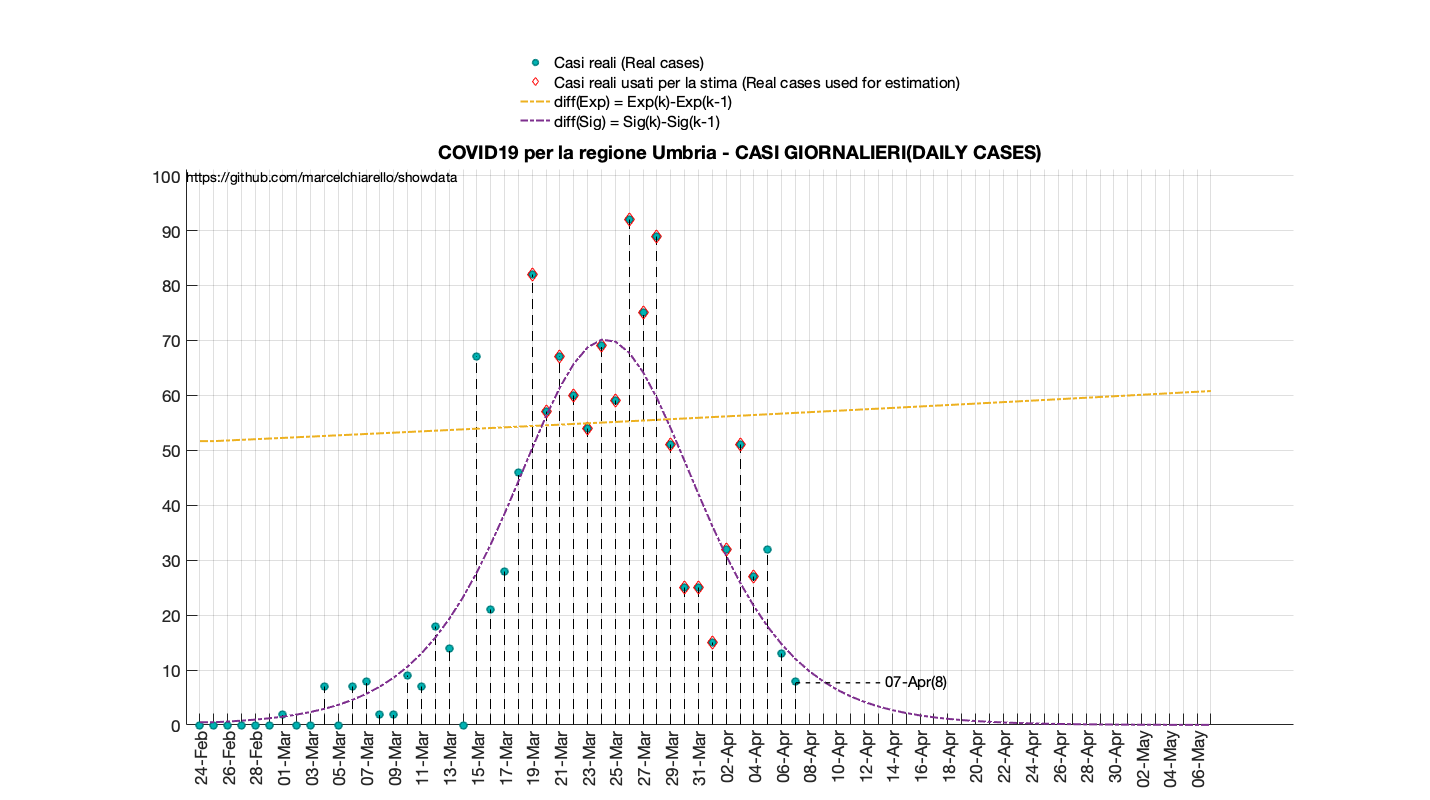 Casi reali (Real cases)
Casi reali usati per la stima (Real cases used for estimation)
diff(Exp) = Exp(k)-Exp(k-1)
diff(Sig) = Sig(k)-Sig(k-1)
COVID19 per la regione Umbria - CASI GIORNALIERI(DAILY CASES)
https://github.com/marcelchiarello/showdata
100
90
80
70
60
50
40
30
20
10
0
07-Apr(8)
24-Feb
26-Feb
28-Feb
01-Mar
03-Mar
05-Mar
07-Mar
09-Mar
11-Mar
13-Mar
15-Mar
17-Mar
19-Mar
21-Mar
23-Mar
25-Mar
27-Mar
29-Mar
31-Mar
02-Apr
04-Apr
06-Apr
08-Apr
10-Apr
12-Apr
14-Apr
16-Apr
18-Apr
20-Apr
22-Apr
24-Apr
26-Apr
28-Apr
30-Apr
02-May
04-May
06-May